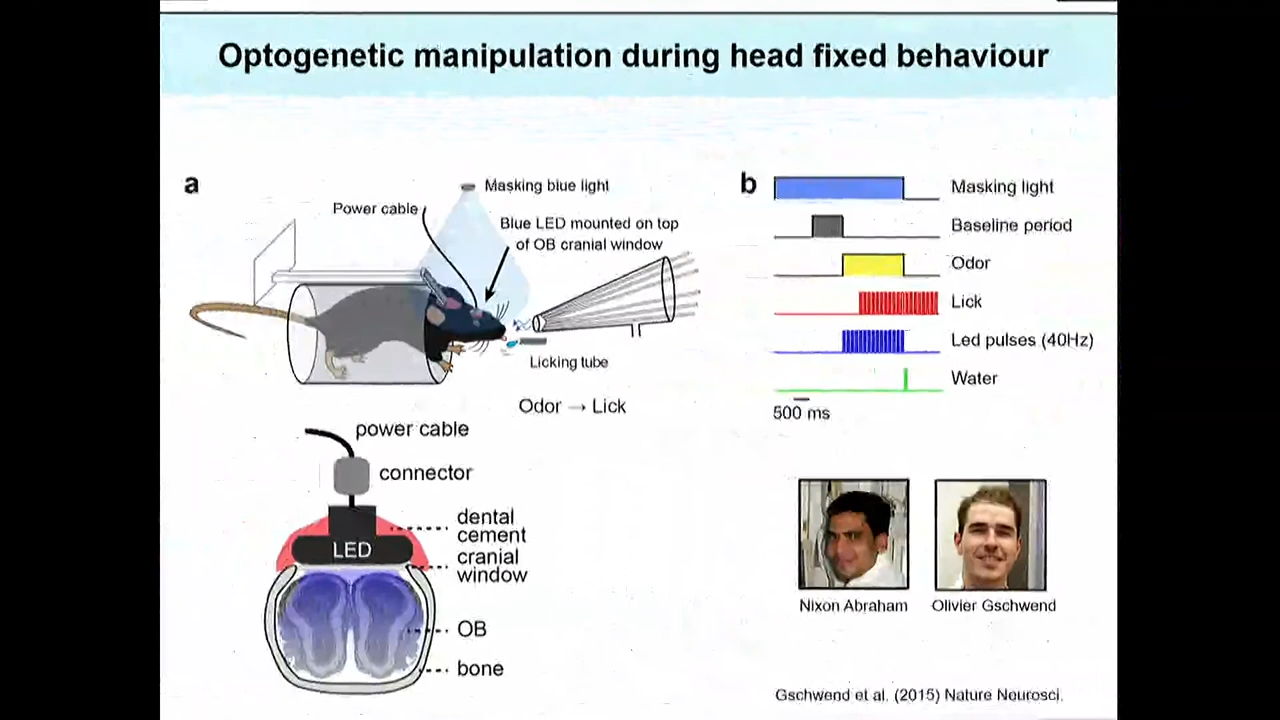 Optogenetic manipulation during head fixed behaviour
a
Masking blue light
Power cable
Blue LED mounted on top
of OB cranial window
Licking tube
Odor → Lick
power cable
connector
dental
cement
cranial
window
LED
OB
bone
b
Masking light
Baseline period
Odor
Lick
Led pulses (40Hz)
Water
500 ms
Nixon Abraham
Olivier Gschwend
Gschwend et al. (2015) Nature Neurosci.